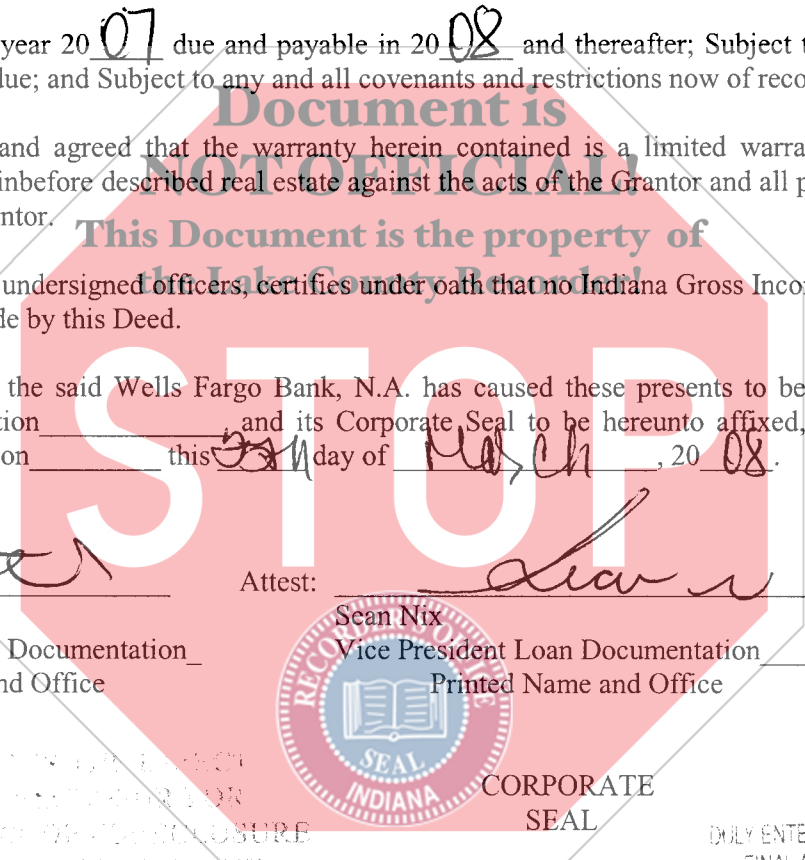 year 20 07 due and payable in 20 08 and thereafter; Subject t
lue; and Subject to any and all covenants and restrictions now of reco
Document is
and agreed that the warranty herein contained is a limited warra
NOT OFFICIAL!
inbefore described real estate against the acts of the Grantor and all p
ntor.
This Document is the property of
the Lake County Recorder!
undersigned officers, certifies under oath that no Indiana Gross Incor
le by this Deed.
STOP
the said Wells Fargo Bank, N.A. has caused these presents to be
tion____________, and its Corporate Seal to be hereunto affixed,
on_________ this day of March, 20 08.
Attest:
Sean Nix
Documentation_ Vice President Loan Documentation
nd Office Printed Name and Office
RECORDER'S OFFICE
SEAL
INDIANA
CORPORATE
SEAL
DULY ENTE